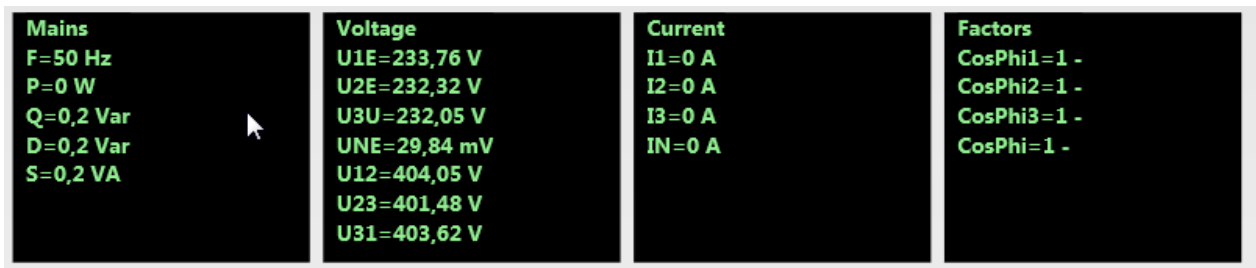 Mains
F=50 Hz
P=0 W
Q=0,2 Var
D=0,2 Var
S=0,2 VA
Voltage
U1E=233,76 V
U2E=232,32 V
U3U=232,05 V
UNE=29,84 mV
U12=404,05 V
U23=401,48 V
U31=403,62 V
Current
I1=0 A
I2=0 A
I3=0 A
IN=0 A
Factors
CosPhi1=1 -
CosPhi2=1 -
CosPhi3=1 -
CosPhi=1 -